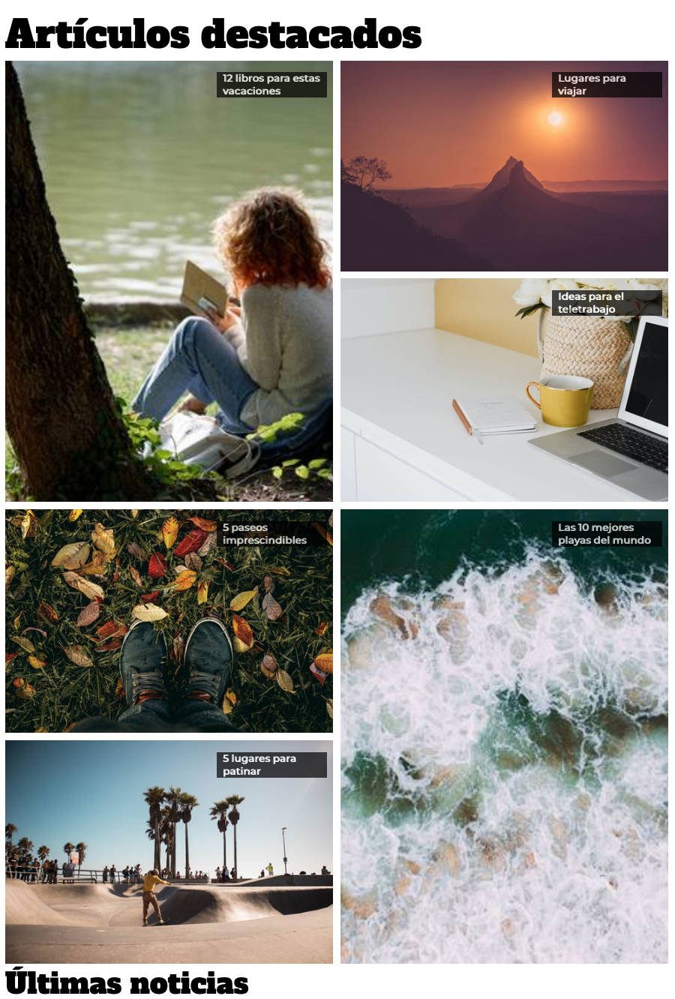 Artículos destacados
12 libros para estas
vacaciones
Lugares para
viajar
Ideas para el
teletrabajo
5 paseos
imprescindibles
Las 10 mejores
playas del mundo
5 lugares para
patinar
Últimas noticias